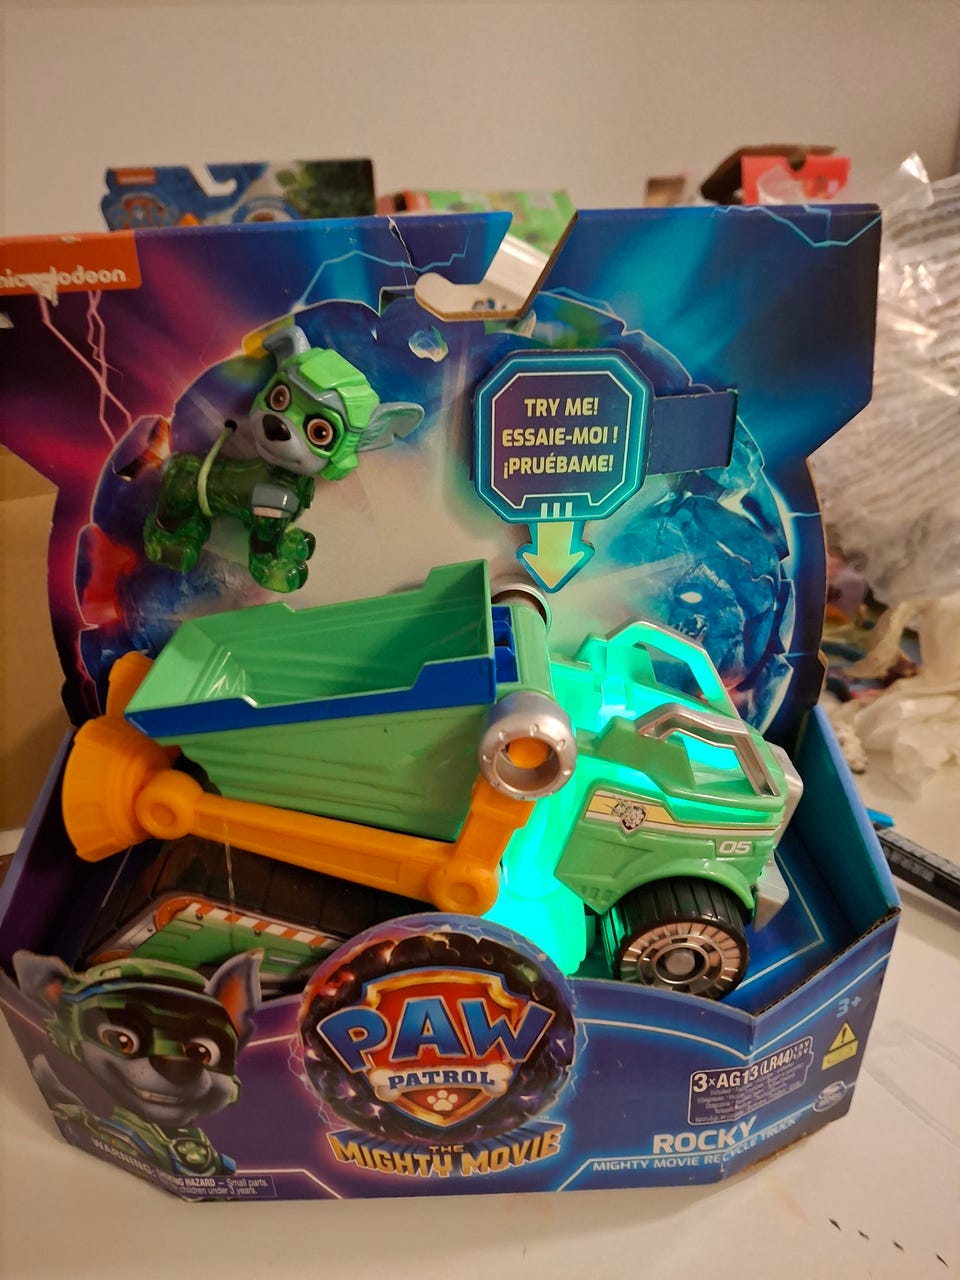 nickelodeon
TRY ME!
ESSAIE-MOI !
¡PRUÉBAME!
05
PAW
PATROL
THE
MIGHTY MOVIE
3+
3×AG13 (LR44)
ROCKY
MIGHTY MOVIE RECYCLE TRUCK
WARNING:
HAZARD – Small parts.
children under 3 years.